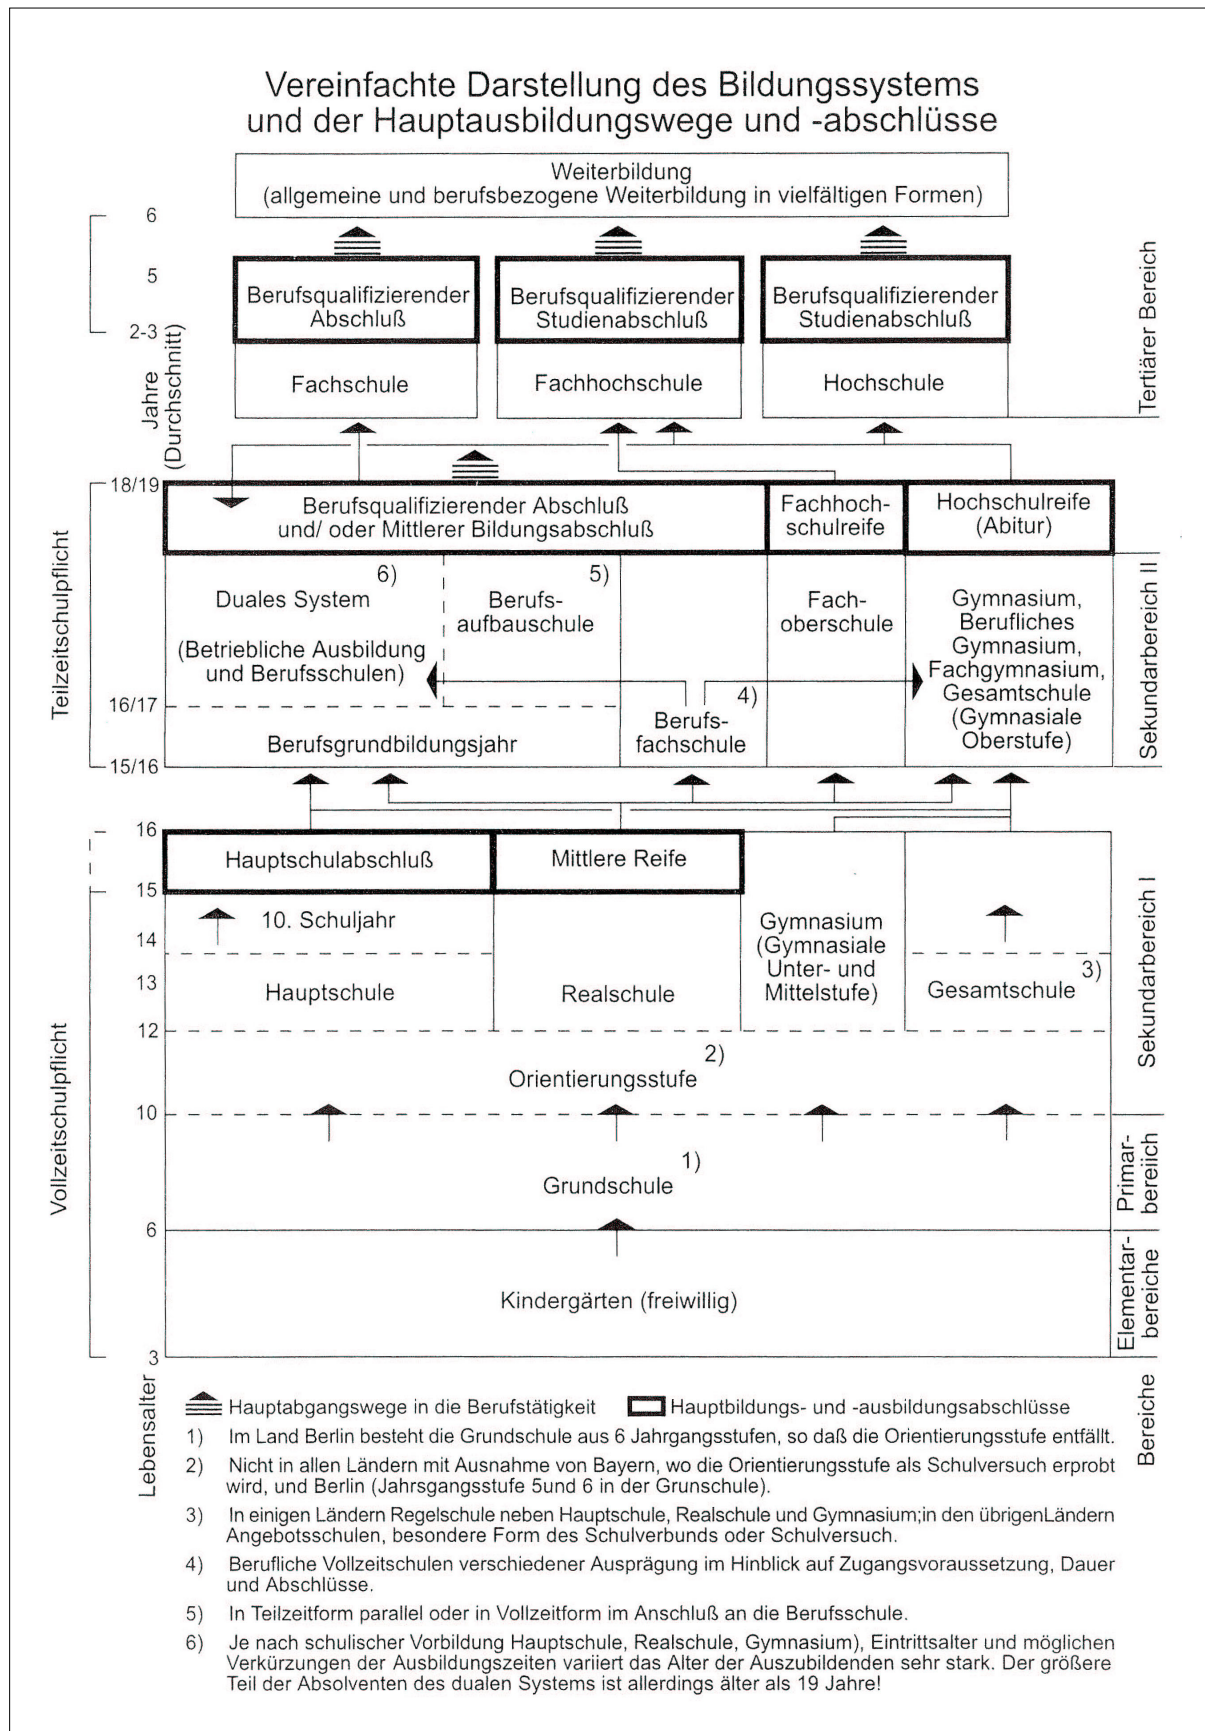 Vereinfachte Darstellung des Bildungssystems
und der Hauptausbildungswege und -abschlüsse
Weiterbildung
(allgemeine und berufsbezogene Weiterbildung in vielfältigen Formen)
6
5
2-3
Jahre
(Durchschnitt)
Berufsqualifizierender
Abschluß
Berufsqualifizierender
Studienabschluß
Berufsqualifizierender
Studienabschluß
Fachschule
Fachhochschule
Hochschule
Tertiärer Bereich
18/19
Berufsqualifizierender Abschluß
und/ oder Mittlerer Bildungsabschluß
Fachhoch-
schulreife
Hochschulreife
(Abitur)
Teilzeitschulpflicht
6)
Duales System
(Betriebliche Ausbildung
und Berufsschulen)
5)
Berufs-
aufbauschule
Fach-
oberschule
Gymnasium,
Berufliches
Gymnasium,
Fachgymnasium,
Gesamtschule
(Gymnasiale
Oberstufe)
4)
16/17
Berufsgrundbildungsjahr
Berufs-
fachschule
15/16
Sekundarbereich II
16
Hauptschulabschluß
Mittlere Reife
15
10. Schuljahr
14
13
Hauptschule
Realschule
Gymnasium
(Gymnasiale
Unter- und
Mittelstufe)
3)
Gesamtschule
12
2)
Orientierungsstufe
Sekundarbereich I
10
Vollzeitschulpflicht
1)
Grundschule
Primar-
bereiich
6
Kindergärten (freiwillig)
Elementar-
bereiche
3
Lebensalter
Bereiche
Hauptabgangswege in die Berufstätigkeit
Hauptbildungs- und -ausbildungsabschlüsse
1) Im Land Berlin besteht die Grundschule aus 6 Jahrgangsstufen, so daß die Orientierungsstufe entfällt.
2) Nicht in allen Ländern mit Ausnahme von Bayern, wo die Orientierungsstufe als Schulversuch erprobt
wird, und Berlin (Jahrsgangsstufe 5und 6 in der Grunschule).
3) In einigen Ländern Regelschule neben Hauptschule, Realschule und Gymnasium;in den übrigenLändern
Angebotsschulen, besondere Form des Schulverbunds oder Schulversuch.
4) Berufliche Vollzeitschulen verschiedener Ausprägung im Hinblick auf Zugangsvoraussetzung, Dauer
und Abschlüsse.
5) In Teilzeitform parallel oder in Vollzeitform im Anschluß an die Berufsschule.
6) Je nach schulischer Vorbildung Hauptschule, Realschule, Gymnasium), Eintrittsalter und möglichen
Verkürzungen der Ausbildungszeiten variiert das Alter der Auszubildenden sehr stark. Der größere
Teil der Absolventen des dualen Systems ist allerdings älter als 19 Jahre!